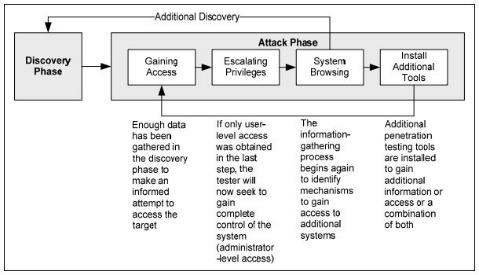 Additional Discovery
Attack Phase
Discovery
Phase
Gaining
Access
Escalating
Privileges
System
Browsing
Install
Additional
Tools
Enough data
has been
gathered in
the discovery
phase to
make an
informed
attempt to
access the
target
If only user-
level access
was obtained
in the last
step, the
tester will
now seek to
gain
complete
control of the
system
(administrator
-level access)
The
information-
gathering
process
begins again
to identify
mechanisms
to gain
access to
additional
systems
Additional
penetration
testing tools
are installed
to gain
additional
information or
access or a
combination
of both